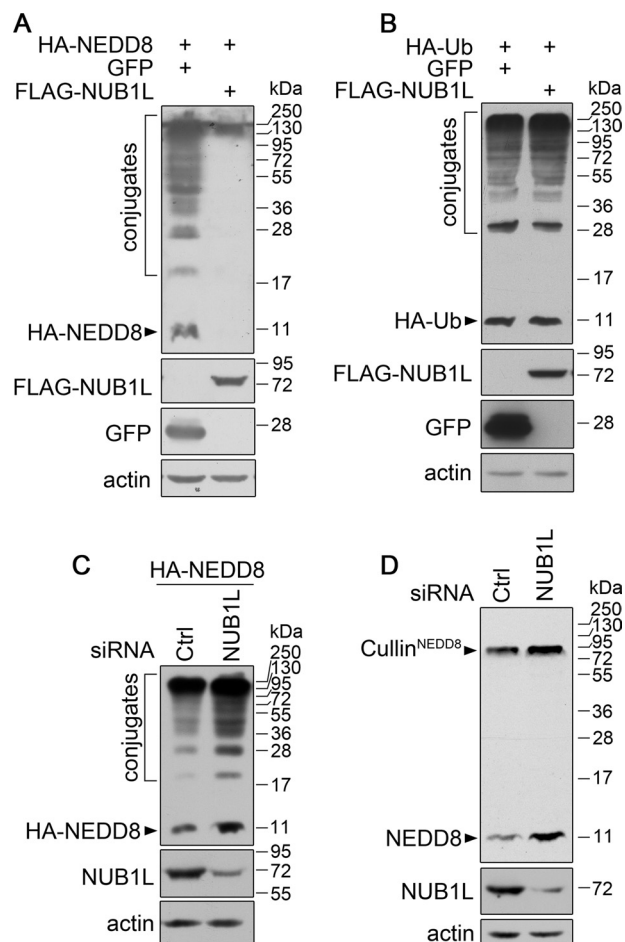 A
HA-NEDD8 + +
GFP +
FLAG-NUB1L +
kDa
250
130
95
72
55
36
28
17
11
conjugates
HA-NEDD8
95
72
FLAG-NUB1L
28
GFP
actin
B
HA-Ub + +
GFP +
FLAG-NUB1L +
kDa
250
130
95
72
55
36
28
17
11
conjugates
HA-Ub
95
72
FLAG-NUB1L
28
GFP
actin
C
HA-NEDD8
siRNA Ctrl NUB1L
kDa
250
130
95
72
55
36
28
17
11
conjugates
HA-NEDD8
95
72
55
NUB1L
actin
D
siRNA Ctrl NUB1L
kDa
250
130
95
72
55
36
28
17
11
Cullin^NEDD8
NEDD8
NUB1L
72
actin